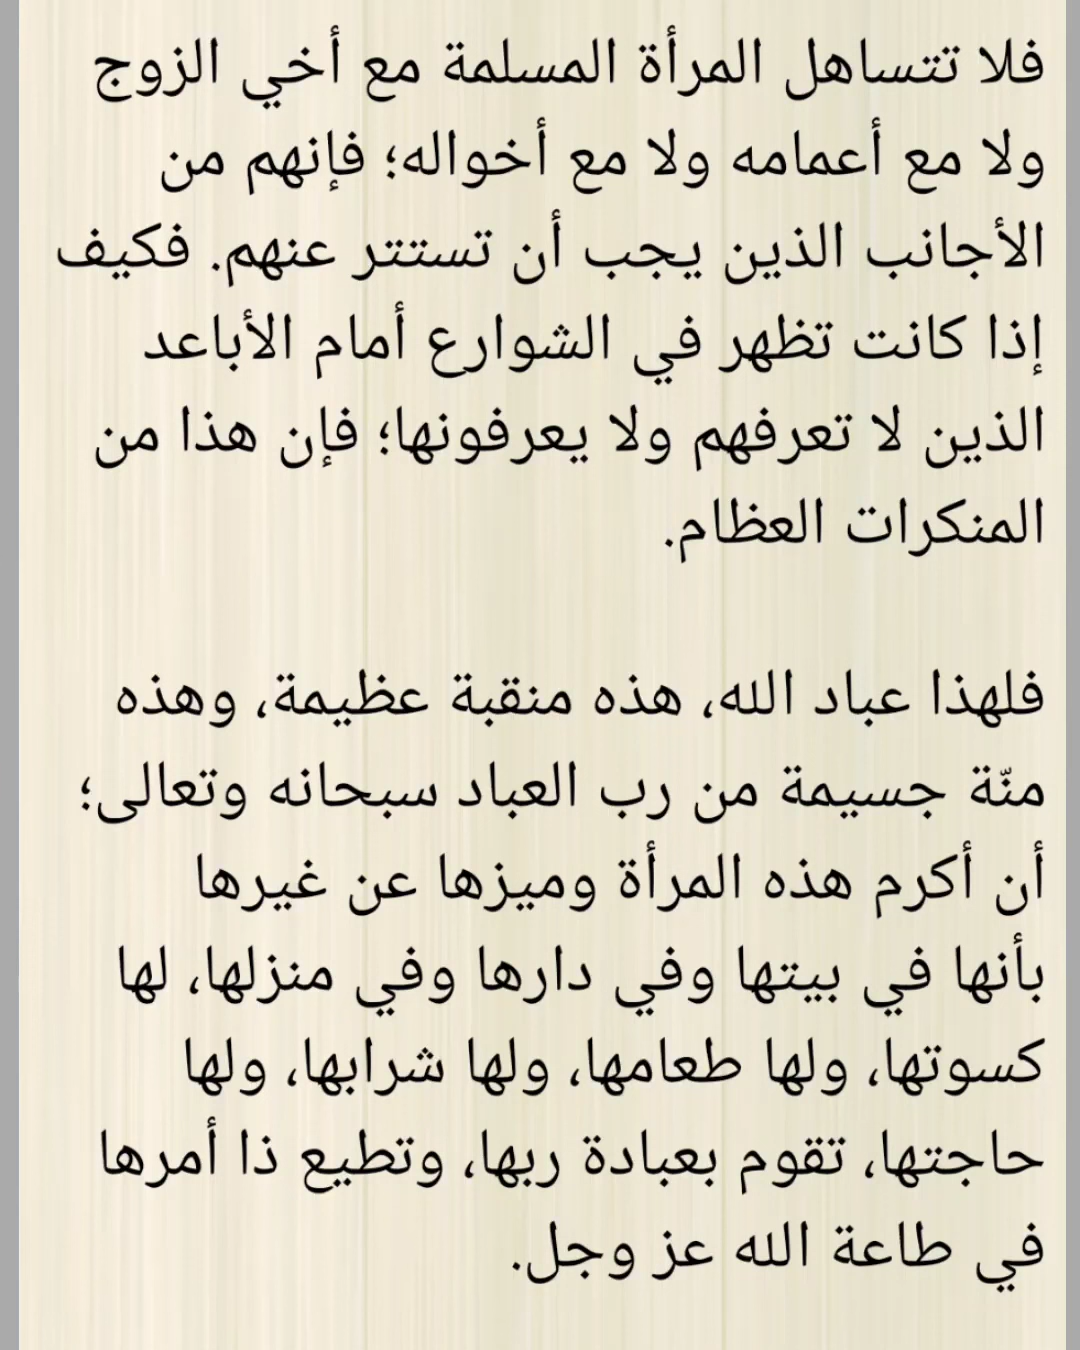 فلا تتساهل المرأة المسلمة مع أخي الزوج
ولا مع أعمامه ولا مع أخواله؛ فإنهم من
الأجانب الذين يجب أن تستتر عنهم. فكيف
إذا كانت تظهر في الشوارع أمام الأباعد
الذين لا تعرفهم ولا يعرفونها؛ فإن هذا من
المنكرات العظام.
فلهذا عباد الله، هذه منقبة عظيمة، وهذه
منّة جسيمة من رب العباد سبحانه وتعالى؛
أن أكرم هذه المرأة وميزها عن غيرها
بأنها في بيتها وفي دارها وفي منزلها، لها
كسوتها، ولها طعامها، ولها شرابها، ولها
حاجتها، تقوم بعبادة ربها، وتطيع ذا أمرها
في طاعة الله عز وجل.